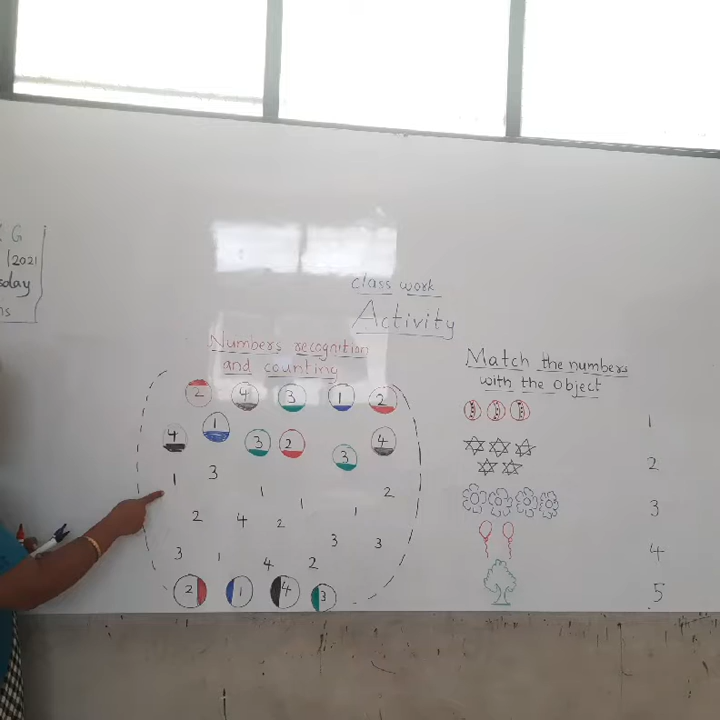 G
2021
sday
ns
Class work
Activity
Numbers recognition
and counting
2 4 3 1 2
4 1 3 2 3 4
1 3 1 1 1 2
2 4 2 3 3
3 1 4 2
2 1 4 3
Match the numbers
with the object
1
2
3
4
5